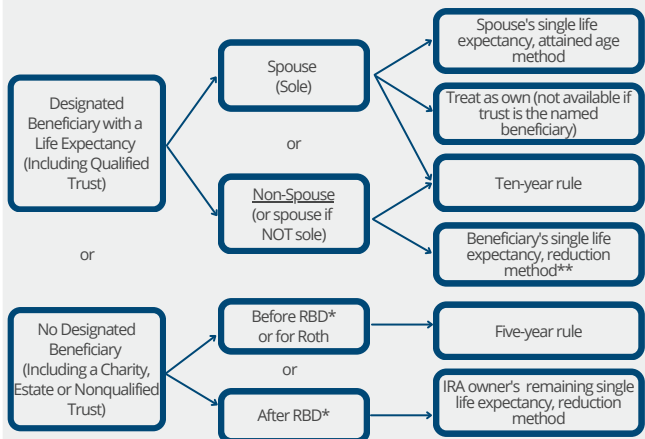 Designated
Beneficiary with a
Life Expectancy
(Including Qualified
Trust)
or
No Designated
Beneficiary
(Including a Charity,
Estate or Nonqualified
Trust)
Spouse
(Sole)
or
Non-Spouse
(or spouse if
NOT sole)
Before RBD*
or for Roth
or
After RBD*
Spouse's single life
expectancy, attained age
method
Treat as own (not available if
trust is the named
beneficiary)
Ten-year rule
Beneficiary's single life
expectancy, reduction
method**
Five-year rule
IRA owner's remaining single
life expectancy, reduction
method